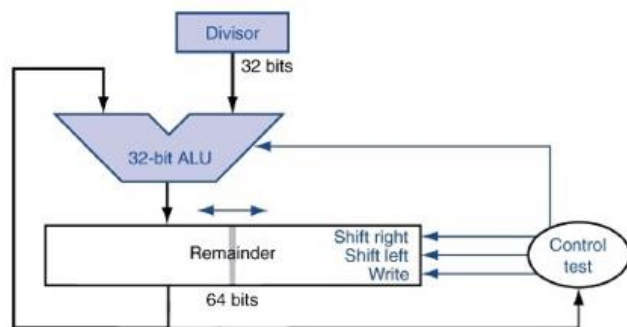 Divisor
32 bits
32-bit ALU
Shift right
Remainder
Shift left
Write
Control
test
64 bits